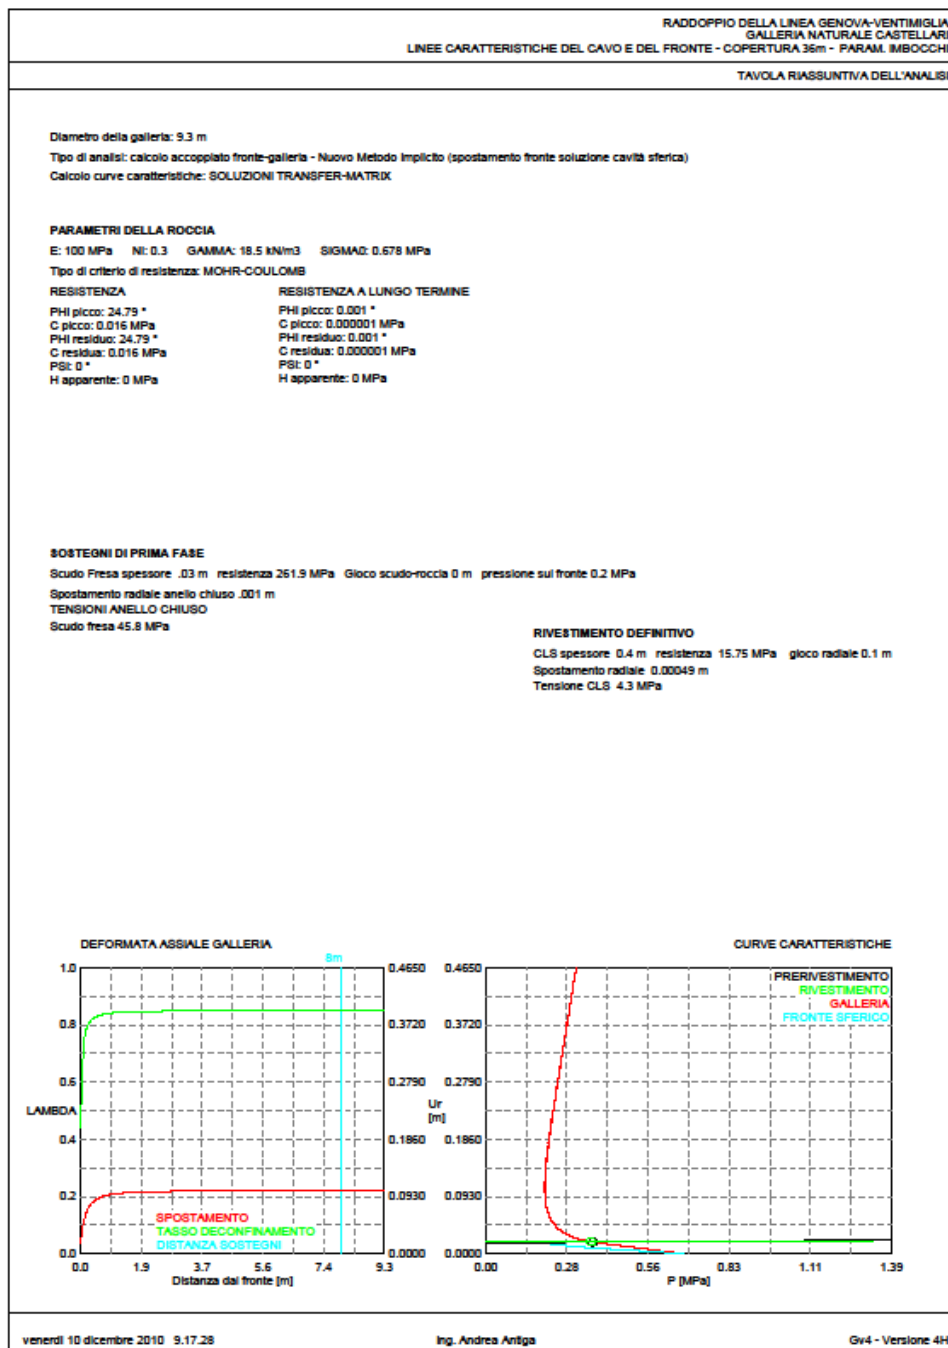 RADDOPPIO DELLA LINEA GENOVA-VENTIMIGLIA
GALLERIA NATURALE CASTELLARI
LINEE CARATTERISTICHE DEL CAVO E DEL FRONTE - COPERTURA 36m - PARAM. IMBOCCHI
TAVOLA RIASSUNTIVA DELL'ANALISI
Diametro della galleria: 9.3 m
Tipo di analisi: calcolo accoppiato fronte-galleria - Nuovo Metodo Implicito (spostamento fronte soluzione cavità sferica)
Calcolo curve caratteristiche: SOLUZIONI TRANSFER-MATRIX
PARAMETRI DELLA ROCCIA
E: 100 MPa NI: 0.3 GAMMA: 18.5 kN/m3 SIGMA0: 0.678 MPa
Tipo di criterio di resistenza: MOHR-COULOMB
RESISTENZA
PHI picco: 24.79 °
C picco: 0.016 MPa
PHI residuo: 24.79 °
C residua: 0.016 MPa
PSI: 0 °
H apparente: 0 MPa
RESISTENZA A LUNGO TERMINE
PHI picco: 0.001 °
C picco: 0.000001 MPa
PHI residuo: 0.001 °
C residua: 0.000001 MPa
PSI: 0 °
H apparente: 0 MPa
SOSTEGNI DI PRIMA FASE
Scudo Fresa spessore .03 m resistenza 261.9 MPa Gioco scudo-roccia 0 m pressione sul fronte 0.2 MPa
Spostamento radiale anello chiuso .001 m
TENSIONI ANELLO CHIUSO
Scudo fresa 45.8 MPa
RIVESTIMENTO DEFINITIVO
CLS spessore 0.4 m resistenza 15.75 MPa gioco radiale 0.1 m
Spostamento radiale 0.00049 m
Tensione CLS 4.3 MPa
DEFORMATA ASSIALE GALLERIA
8m
1.0
0.8
0.6
LAMBDA
0.4
0.2
0.0
0.4650
0.3720
0.2790
0.1860
0.0930
0.0000
SPOSTAMENTO
TASSO DECONFINAMENTO
DISTANZA SOSTEGNI
0.0 1.9 3.7 5.6 7.4 9.3
Distanza dal fronte [m]
CURVE CARATTERISTICHE
0.4650
0.3720
0.2790
Ur
[m]
0.1860
0.0930
0.0000
PRERIVESTIMENTO
RIVESTIMENTO
GALLERIA
FRONTE SFERICO
0.00 0.28 0.56 0.83 1.11 1.39
P [MPa]
venerdì 10 dicembre 2010 9.17.28
Ing. Andrea Antiga
Gv4 - Versione 4H